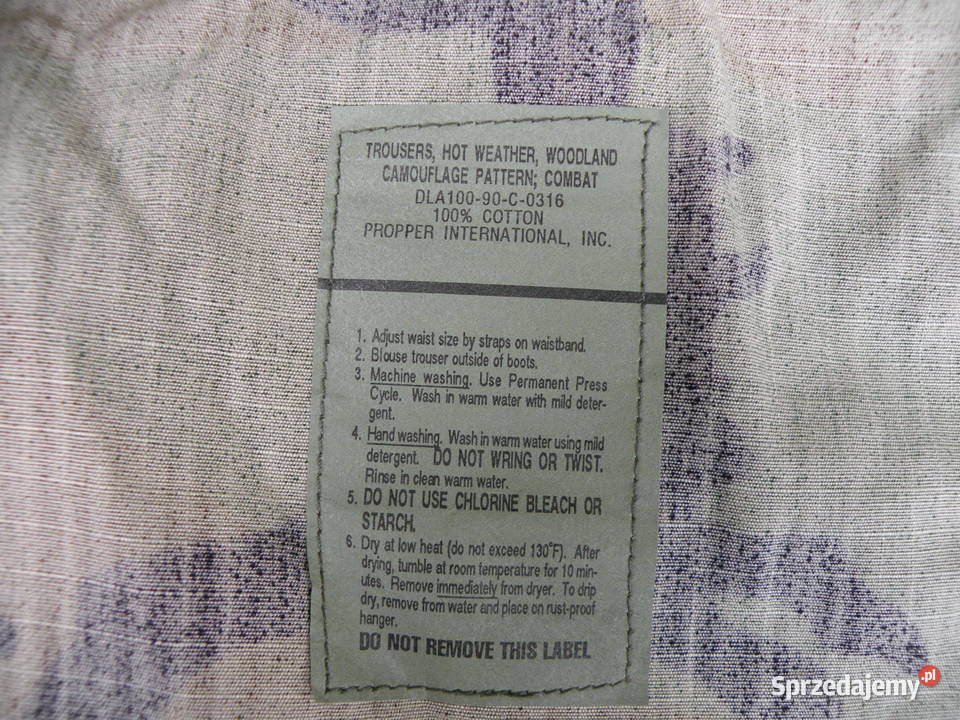 TROUSERS, HOT WEATHER, WOODLAND
CAMOUFLAGE PATTERN; COMBAT
DLA100-90-C-0316
100% COTTON
PROPPER INTERNATIONAL, INC.
1. Adjust waist size by straps on waistband.
2. Blouse trouser outside of boots.
3. Machine washing. Use Permanent Press
Cycle. Wash in warm water with mild deter-
gent.
4. Hand washing. Wash in warm water using mild
detergent. DO NOT WRING OR TWIST.
Rinse in clean warm water.
5. DO NOT USE CHLORINE BLEACH OR
STARCH.
6. Dry at low heat (do not exceed 130°F). After
drying, tumble at room temperature for 10 min-
utes. Remove immediately from dryer. To drip
dry, remove from water and place on rust-proof
hanger.
DO NOT REMOVE THIS LABEL
Sprzedajemy.pl